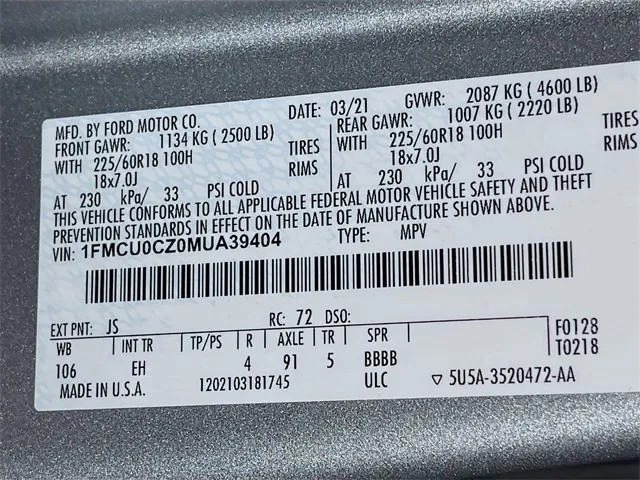 MFD. BY FORD MOTOR CO. DATE: 03/21 GVWR: 2087 KG ( 4600 LB)
FRONT GAWR: 1134 KG ( 2500 LB) REAR GAWR: 1007 KG ( 2220 LB)
WITH 225/60R18 100H TIRES WITH 225/60R18 100H TIRES
18x7.0J RIMS 18x7.0J RIMS
AT 230 kPa/ 33 PSI COLD AT 230 kPa/ 33 PSI COLD
THIS VEHICLE CONFORMS TO ALL APPLICABLE FEDERAL MOTOR VEHICLE SAFETY AND THEFT
PREVENTION STANDARDS IN EFFECT ON THE DATE OF MANUFACTURE SHOWN ABOVE.
VIN: 1FMCU0CZ0MUA39404 TYPE: MPV
EXT PNT: JS RC: 72 DSO:
WB INT TR TP/PS R AXLE TR SPR F0128
106 EH 4 91 5 BBBB T0218
MADE IN U.S.A. 1202103181745 ULC ▽ 5U5A-3520472-AA